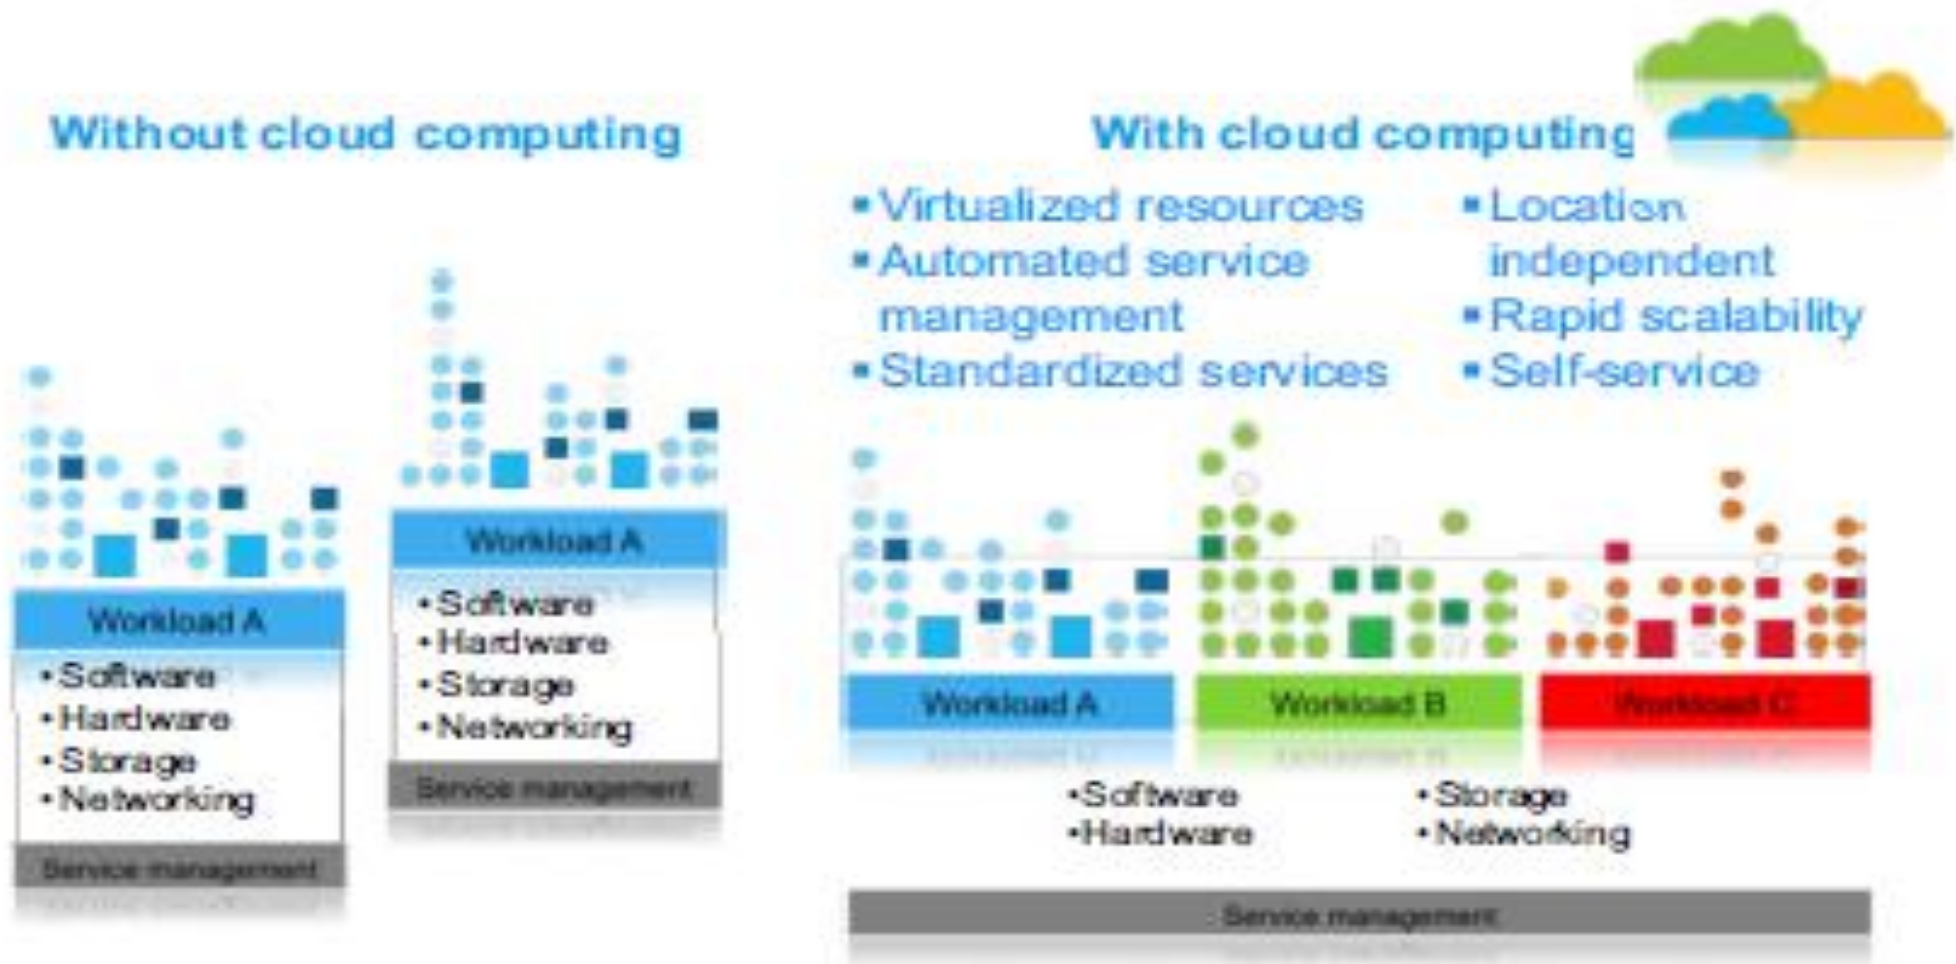 Without cloud computing
Workload A
• Software
• Hardware
• Storage
• Networking
Service management
Workload A
• Software
• Hardware
• Storage
• Networking
Service management
With cloud computing
▪ Virtualized resources
▪ Automated service
management
▪ Standardized services
▪ Location
independent
▪ Rapid scalability
▪ Self-service
Workload A
Workload B
Workload C
• Software
• Hardware
• Storage
• Networking
Service management